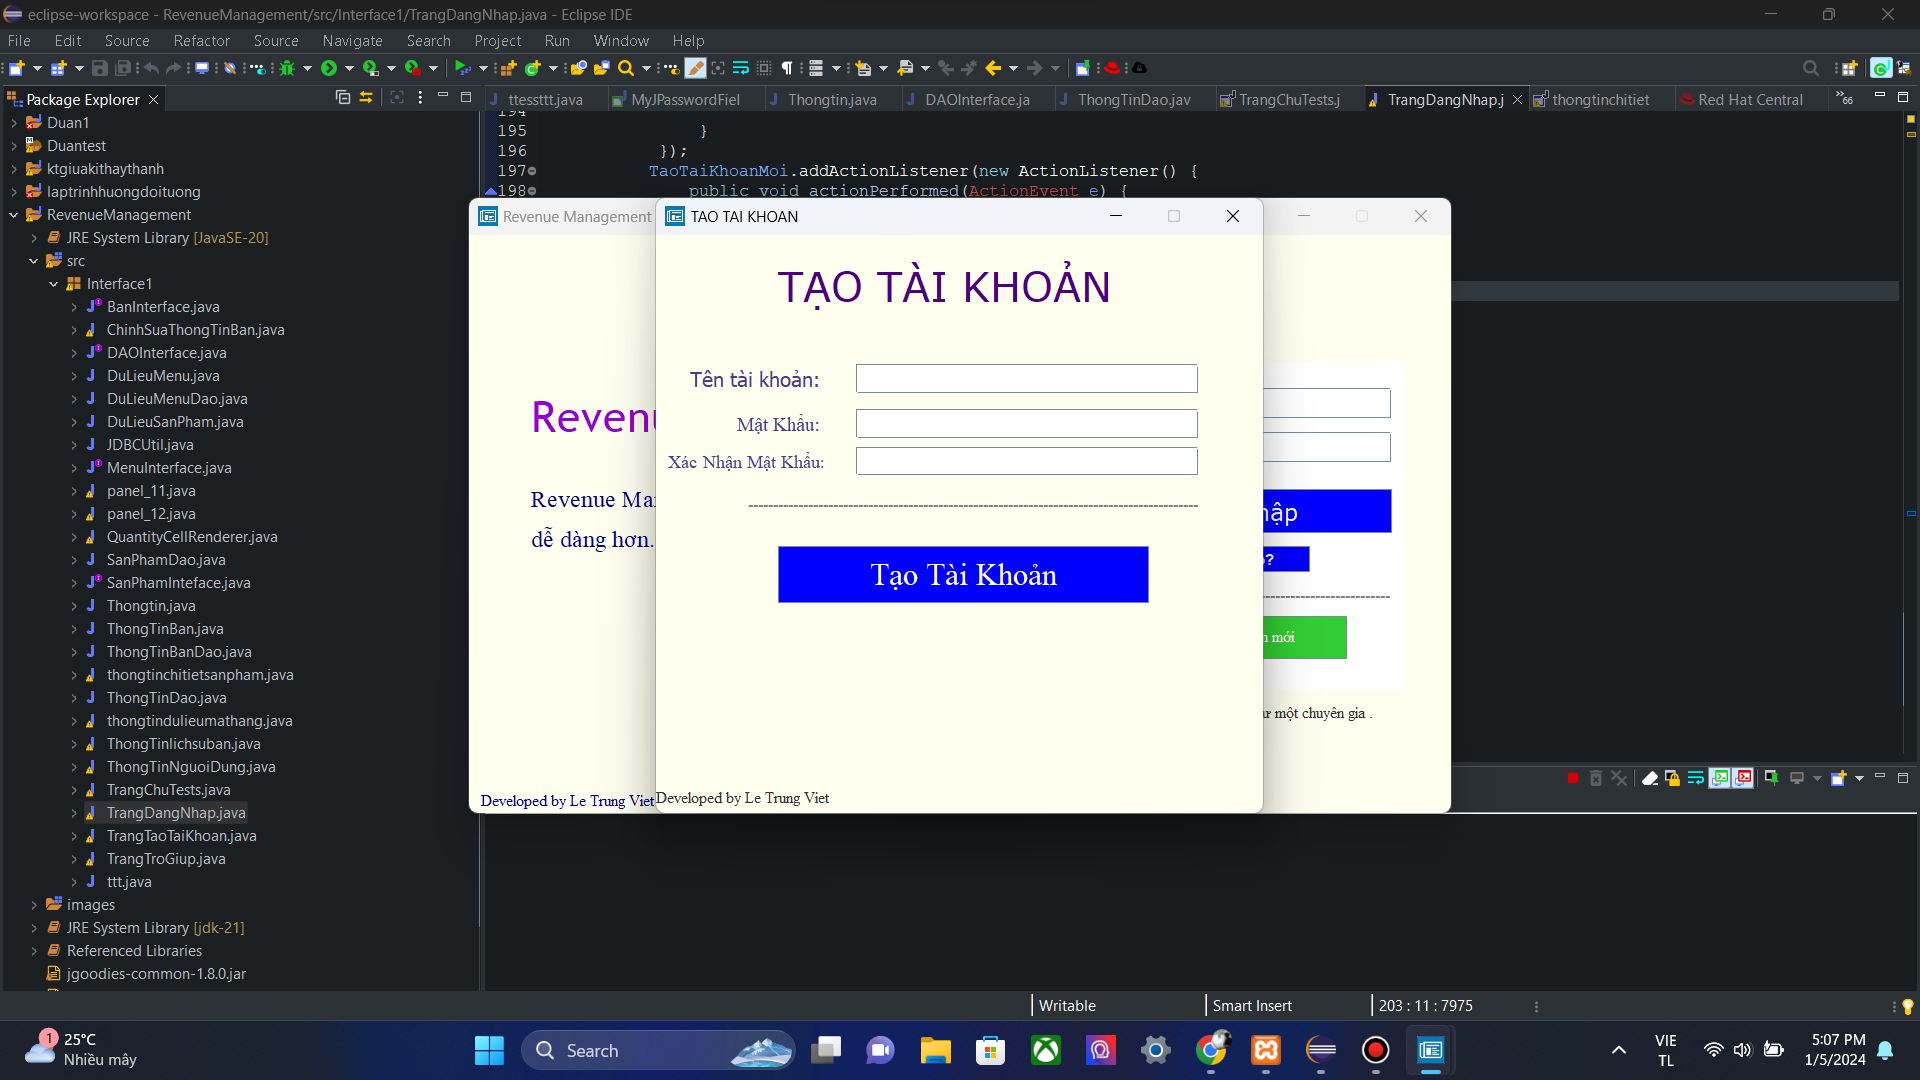 eclipse-workspace - RevenueManagement/src/Interface1/TrangDangNhap.java - Eclipse IDE
File Edit Source Refactor Source Navigate Search Project Run Window Help
Package Explorer
ttessttt.java MyJPasswordFiel Thongtin.java DAOInterface.ja ThongTinDao.jav TrangChuTests.j TrangDangNhap.j thongtinchitiet Red Hat Central »66
Duan1
Duantest
ktgiuakithaythanh
laptrinhhuongdoituong
RevenueManagement
JRE System Library [JavaSE-20]
src
Interface1
BanInterface.java
ChinhSuaThongTinBan.java
DAOInterface.java
DuLieuMenu.java
DuLieuMenuDao.java
DuLieuSanPham.java
JDBCUtil.java
MenuInterface.java
panel_11.java
panel_12.java
QuantityCellRenderer.java
SanPhamDao.java
SanPhamInteface.java
Thongtin.java
ThongTinBan.java
ThongTinBanDao.java
thongtinchitietsanpham.java
ThongTinDao.java
thongtindulieumathang.java
ThongTinlichsuban.java
ThongTinNguoiDung.java
TrangChuTests.java
TrangDangNhap.java
TrangTaoTaiKhoan.java
TrangTroGiup.java
ttt.java
images
JRE System Library [jdk-21]
Referenced Libraries
jgoodies-common-1.8.0.jar
194
195 }
196 });
197 TaoTaiKhoanMoi.addActionListener(new ActionListener() {
198 public void actionPerformed(ActionEvent e) {
Revenue Management
Revenu
Revenue Ma
dễ dàng hơn.
Developed by Le Trung Viet
TAO TAI KHOAN
TẠO TÀI KHOẢN
Tên tài khoản:
Mật Khẩu:
Xác Nhận Mật Khẩu:
Tạo Tài Khoản
Developed by Le Trung Viet
hập
?
n mới
ư một chuyên gia .
Writable Smart Insert 203 : 11 : 7975
1
25°C
Nhiều mây
Search
VIE
TL
5:07 PM
1/5/2024